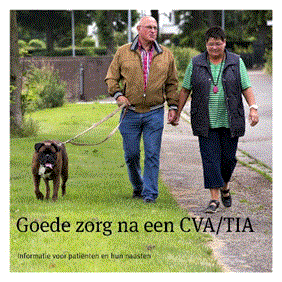 Goede zorg na een CVA/TIA
Informatie voor patiënten en hun naasten